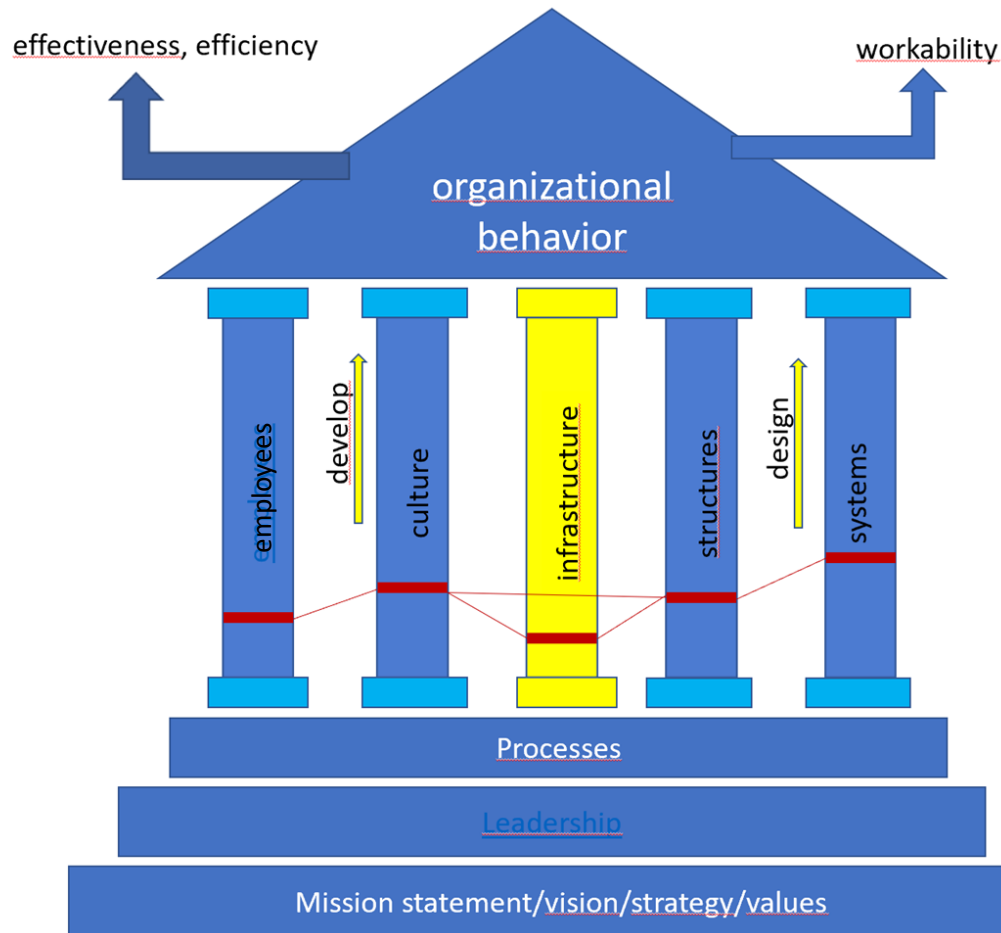 effectiveness, efficiency
workability
organizational
behavior
employees
develop
culture
infrastructure
structures
design
systems
Processes
Leadership
Mission statement/vision/strategy/values